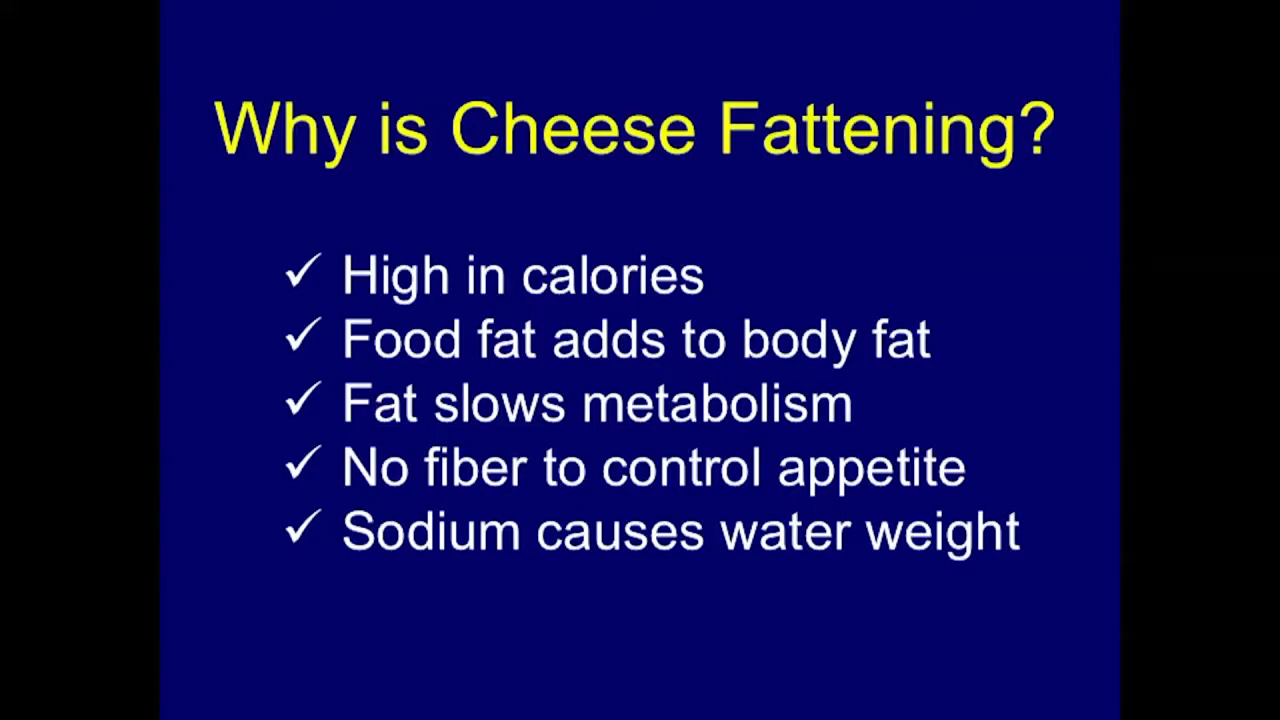 Why is Cheese Fattening?
✓ High in calories
✓ Food fat adds to body fat
✓ Fat slows metabolism
✓ No fiber to control appetite
✓ Sodium causes water weight